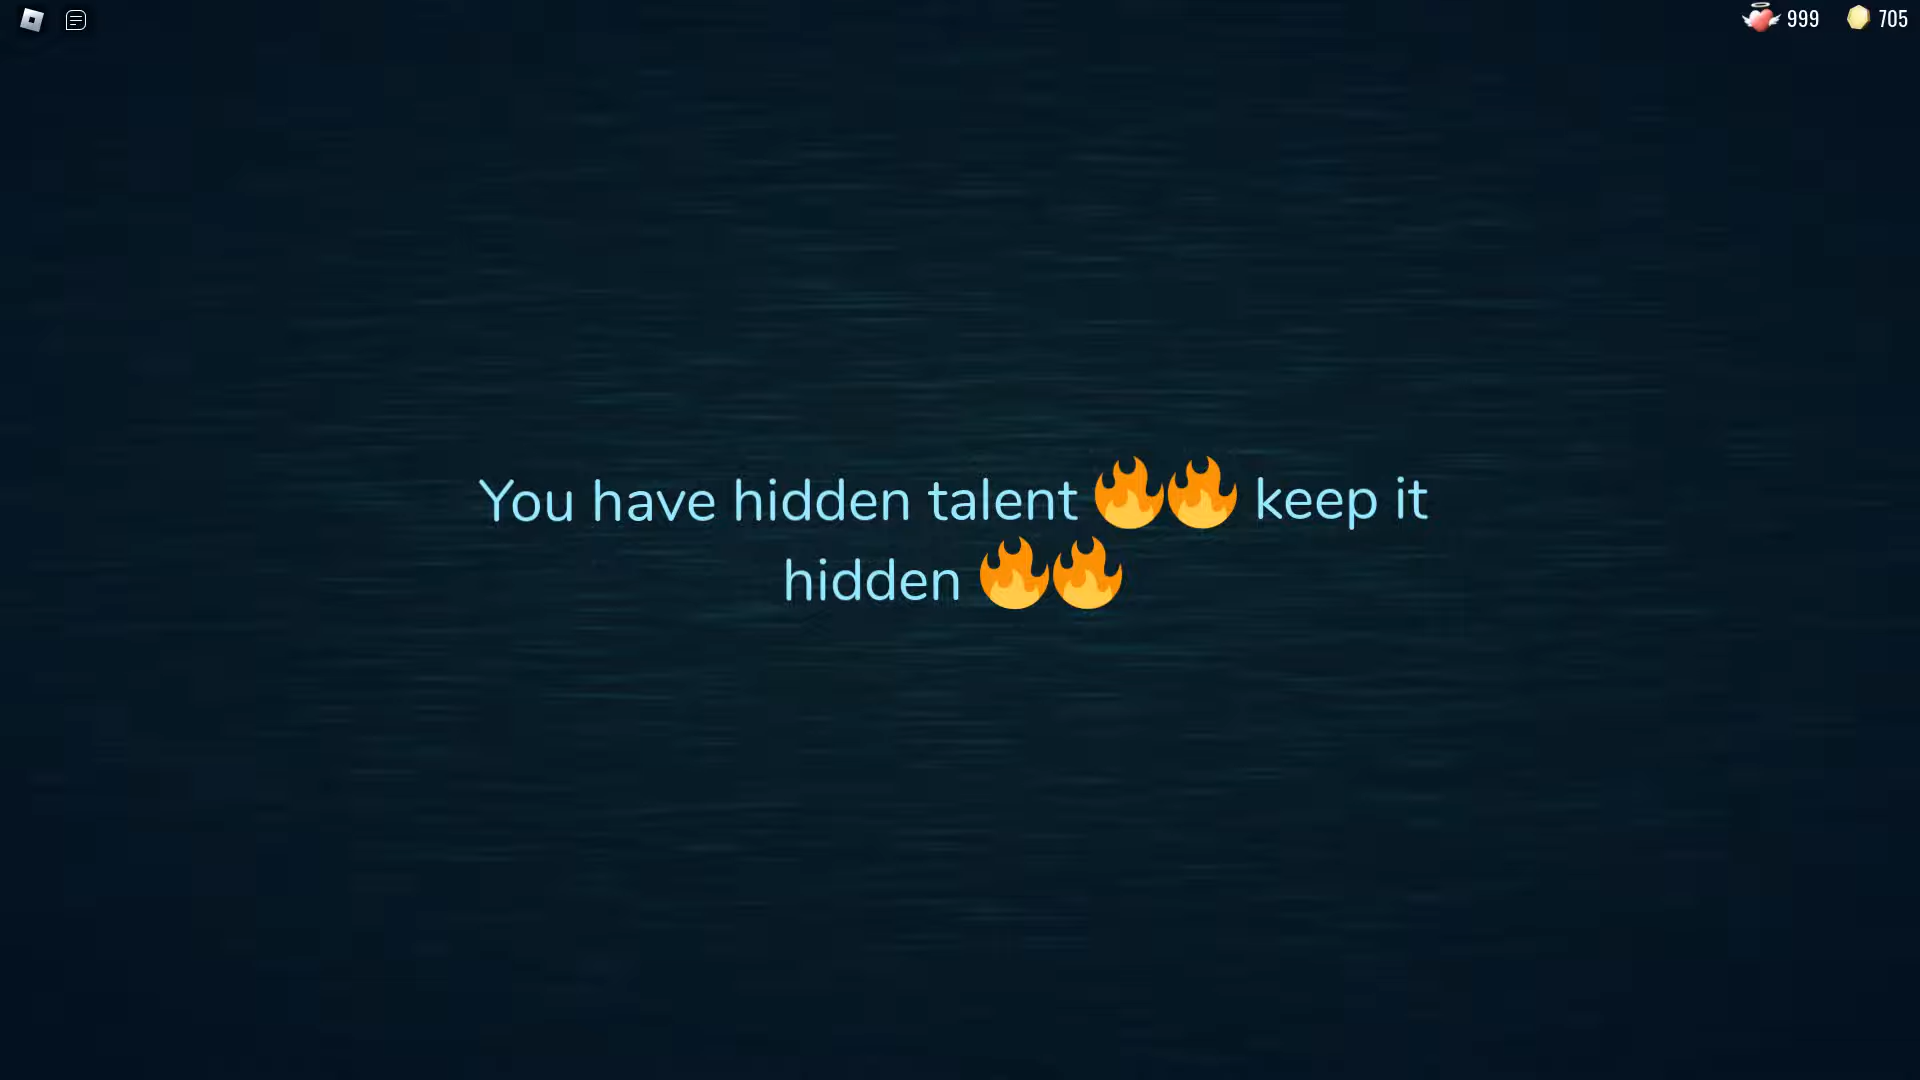 999 705
You have hidden talent 🔥🔥 keep it
hidden 🔥🔥